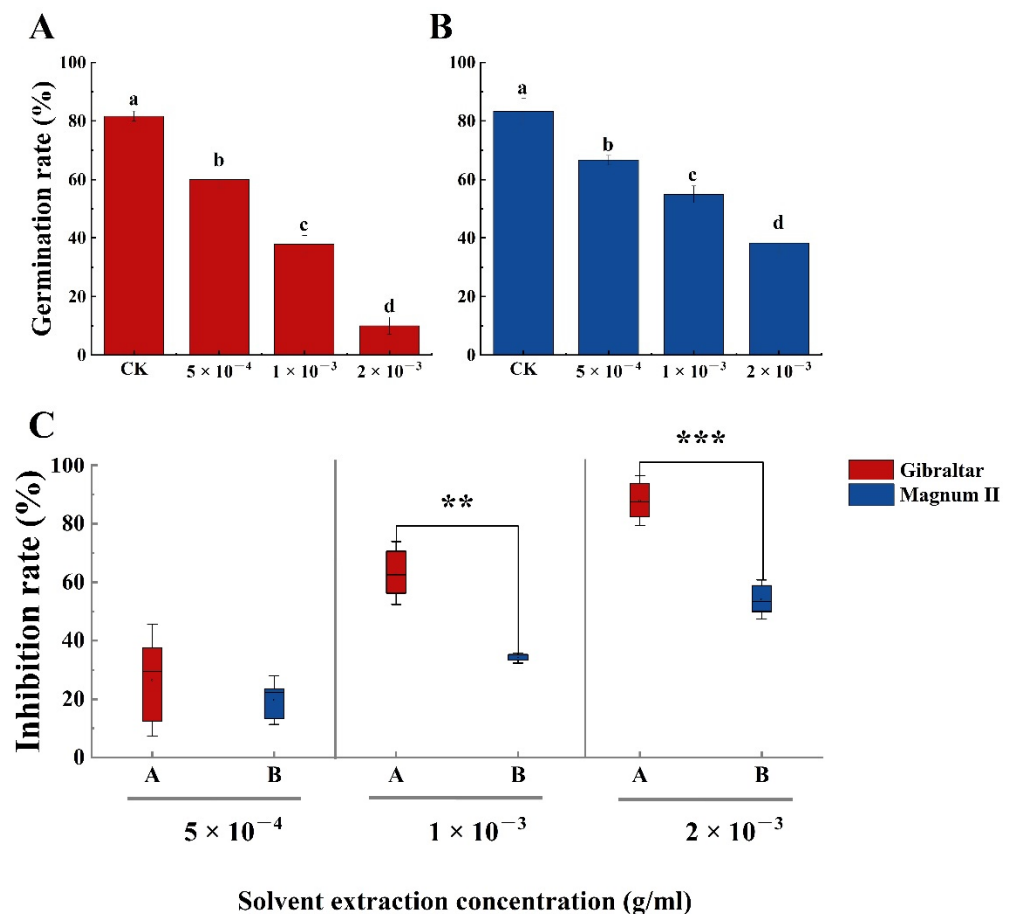 A
B
Germination rate (%)
100
80
60
40
20
0
a
b
c
d
CK
5 × 10⁻⁴
1 × 10⁻³
2 × 10⁻³
100
80
60
40
20
0
a
b
c
d
CK
5 × 10⁻⁴
1 × 10⁻³
2 × 10⁻³
C
Inhibition rate (%)
100
80
60
40
20
0
**
***
Gibraltar
Magnum II
A
B
A
B
A
B
5 × 10⁻⁴
1 × 10⁻³
2 × 10⁻³
Solvent extraction concentration (g/ml)